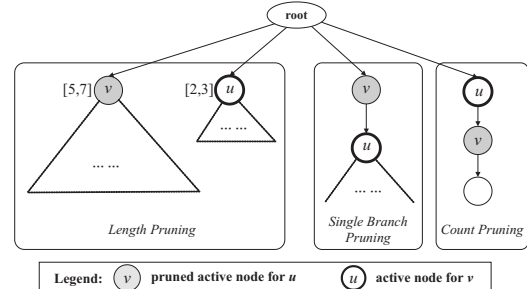 root
[5,7] v [2,3] u v u
u v
... ...
... ...
... ...
Length Pruning
Single Branch
Pruning
Count Pruning
Legend: v pruned active node for u u active node for v